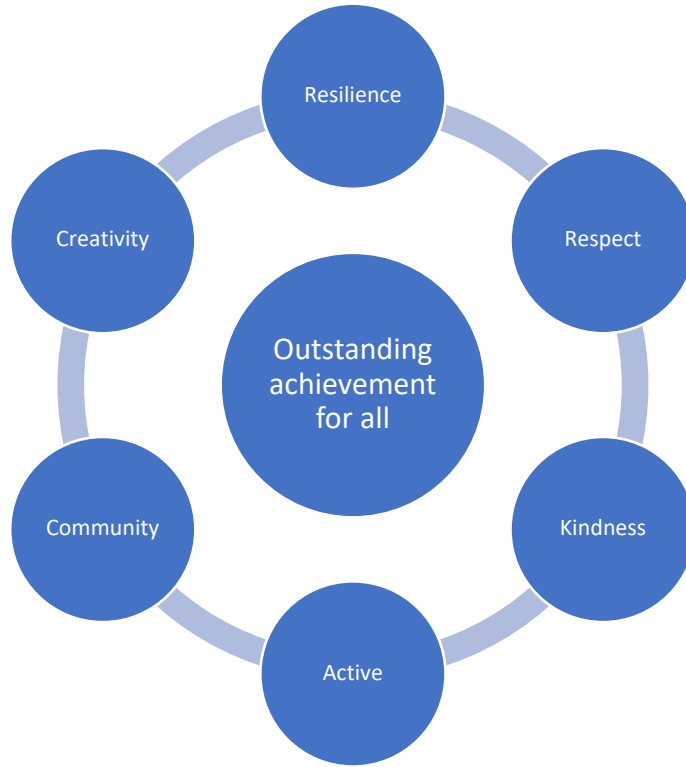 Resilience
Creativity
Respect
Outstanding
achievement
for all
Community
Kindness
Active